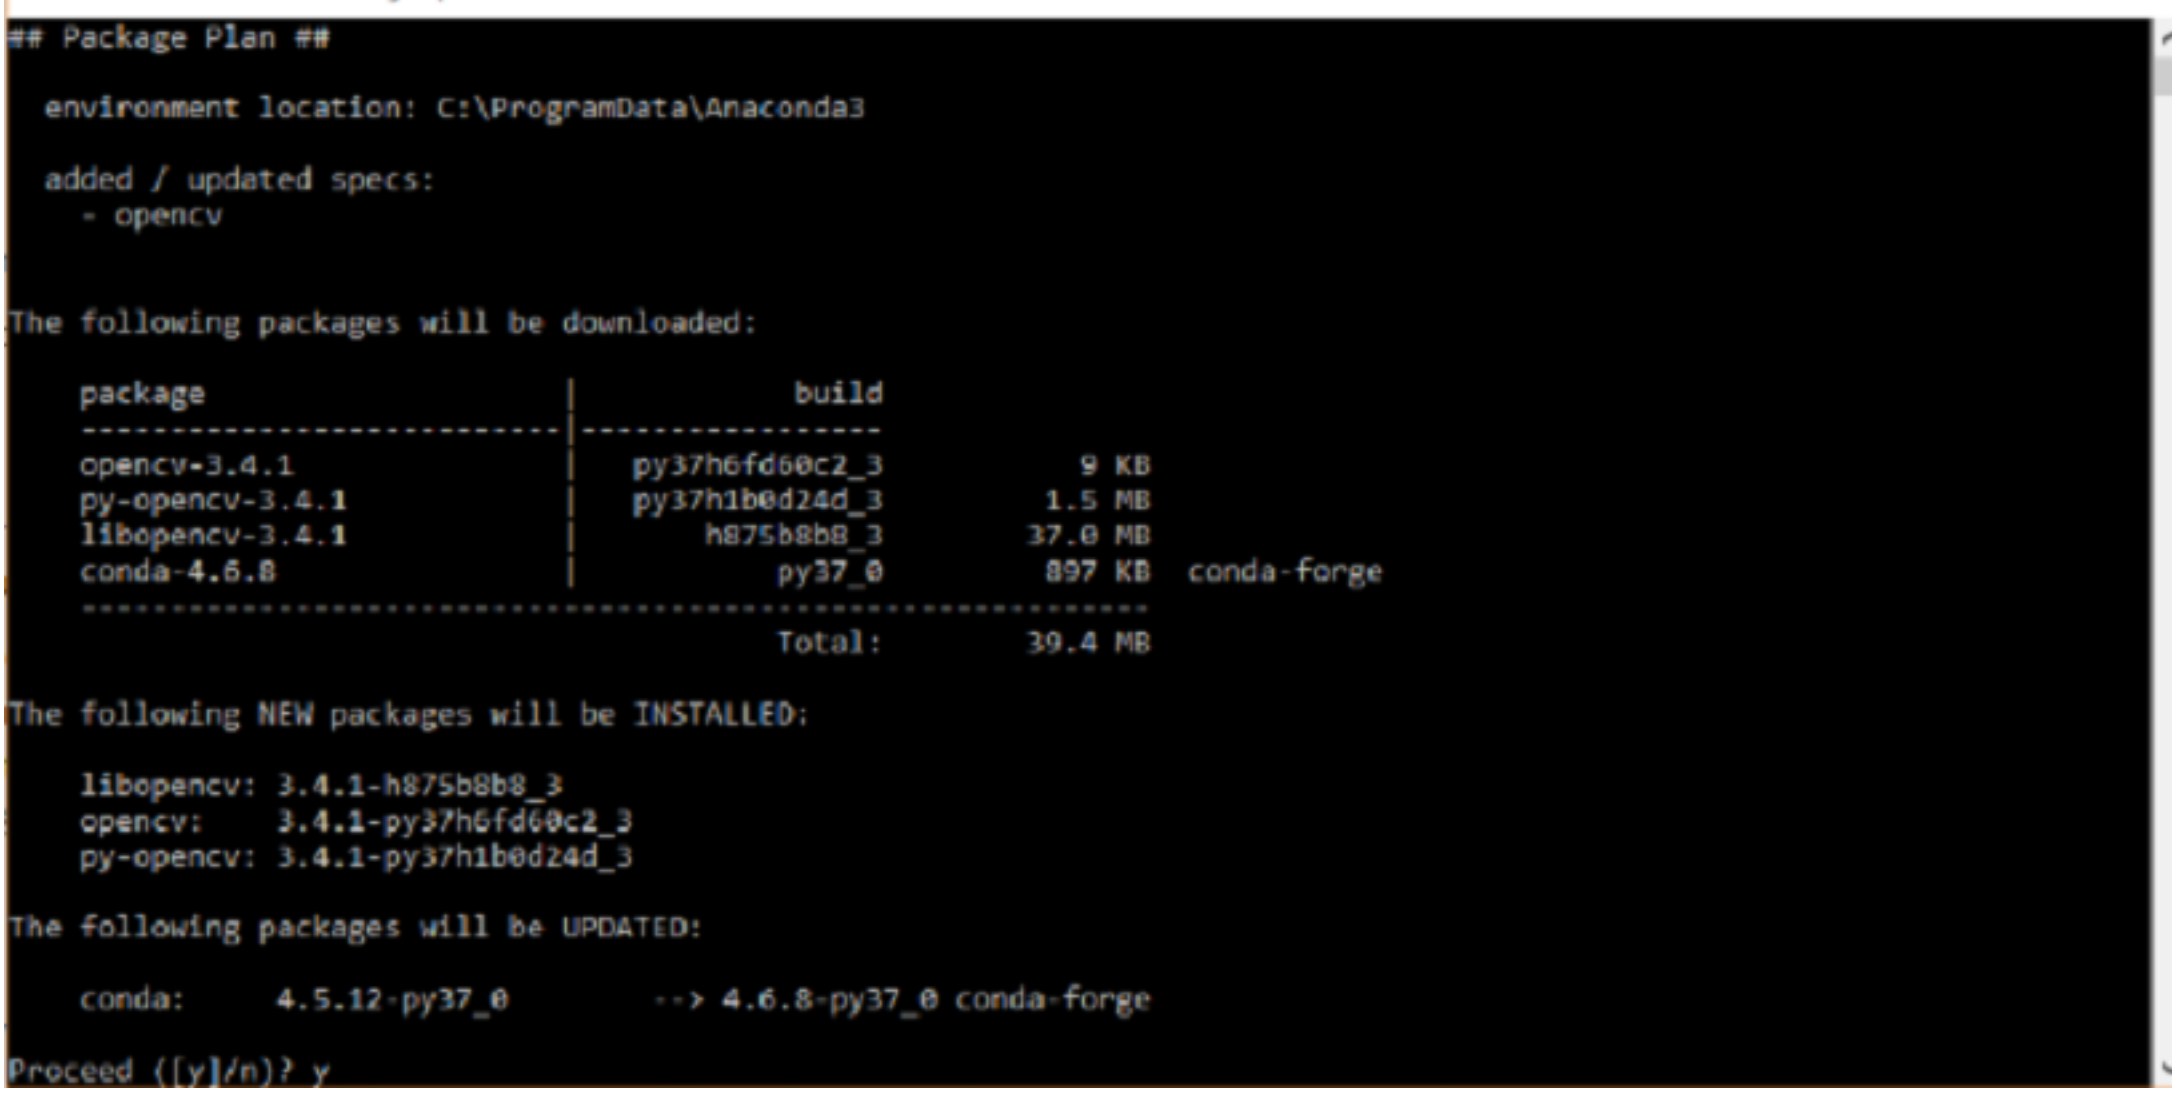 ## Package Plan ##
environment location: C:\ProgramData\Anaconda3
added / updated specs:
- opencv
The following packages will be downloaded:
package | build
---------------------------|-----------------
opencv-3.4.1 | py37h6fd60c2_3 9 KB
py-opencv-3.4.1 | py37h1b0d24d_3 1.5 MB
libopencv-3.4.1 | h875b8b8_3 37.0 MB
conda-4.6.8 | py37_0 897 KB conda-forge
------------------------------------------------------------
Total: 39.4 MB
The following NEW packages will be INSTALLED:
libopencv: 3.4.1-h875b8b8_3
opencv: 3.4.1-py37h6fd60c2_3
py-opencv: 3.4.1-py37h1b0d24d_3
The following packages will be UPDATED:
conda: 4.5.12-py37_0 --> 4.6.8-py37_0 conda-forge
Proceed ([y]/n)? y